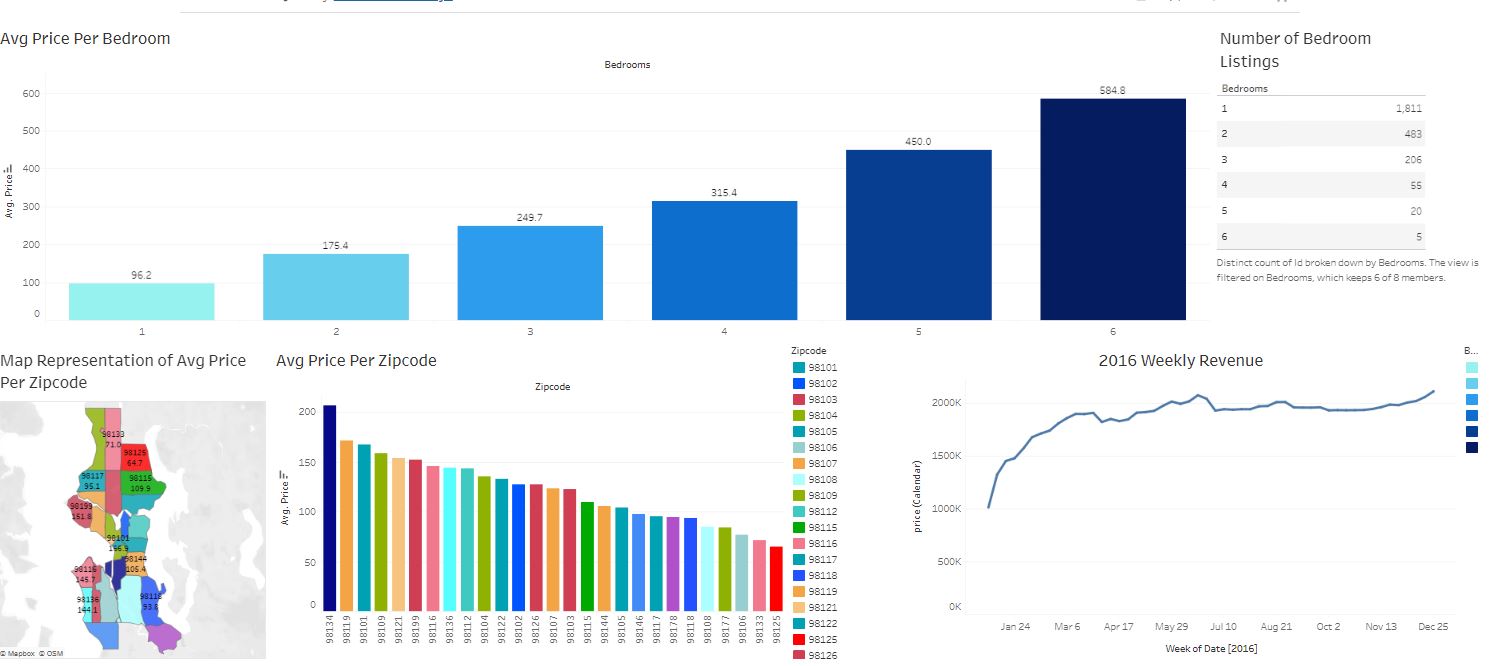 Avg Price Per Bedroom
Bedrooms
Avg. Price
600
500
400
300
200
100
0
96.2
175.4
249.7
315.4
450.0
584.8
1
2
3
4
5
6
Number of Bedroom
Listings
Bedrooms
1 1,811
2 483
3 206
4 55
5 20
6 5
Distinct count of Id broken down by Bedrooms. The view is
filtered on Bedrooms, which keeps 6 of 8 members.
Map Representation of Avg Price
Per Zipcode
98133
71.0
98125
64.7
98117
95.1
98115
109.9
98199
151.8
98101
98144
105.4
98116
145.7
98136
144.1
98118
93.8
© Mapbox © OSM
Avg Price Per Zipcode
Zipcode
Avg. Price
200
150
100
50
0
98134
98119
98101
98109
98121
98199
98116
98136
98112
98104
98122
98102
98126
98107
98103
98115
98144
98105
98146
98117
98178
98118
98108
98177
98106
98133
98125
Zipcode
98101
98102
98103
98104
98105
98106
98107
98108
98109
98112
98115
98116
98117
98118
98119
98121
98122
98125
98126
2016 Weekly Revenue
price (Calendar)
2000K
1500K
1000K
500K
0K
Jan 24
Mar 6
Apr 17
May 29
Jul 10
Aug 21
Oct 2
Nov 13
Dec 25
Week of Date [2016]
B...